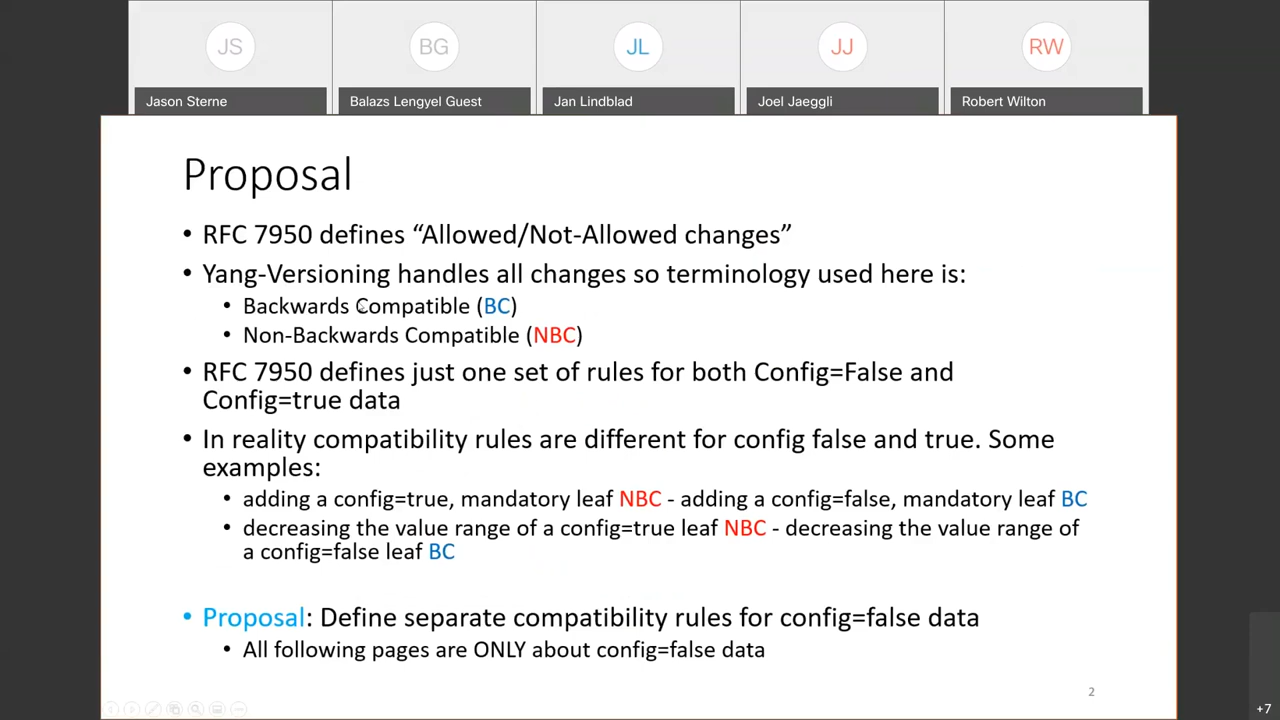 JS
BG
JL
JJ
RW
Jason Sterne
Balazs Lengyel Guest
Jan Lindblad
Joel Jaeggli
Robert Wilton
Proposal
• RFC 7950 defines “Allowed/Not-Allowed changes”
• Yang-Versioning handles all changes so terminology used here is:
• Backwards Compatible (BC)
• Non-Backwards Compatible (NBC)
• RFC 7950 defines just one set of rules for both Config=False and
Config=true data
• In reality compatibility rules are different for config false and true. Some
examples:
• adding a config=true, mandatory leaf NBC - adding a config=false, mandatory leaf BC
• decreasing the value range of a config=true leaf NBC - decreasing the value range of
a config=false leaf BC
• Proposal: Define separate compatibility rules for config=false data
• All following pages are ONLY about config=false data
2
+7